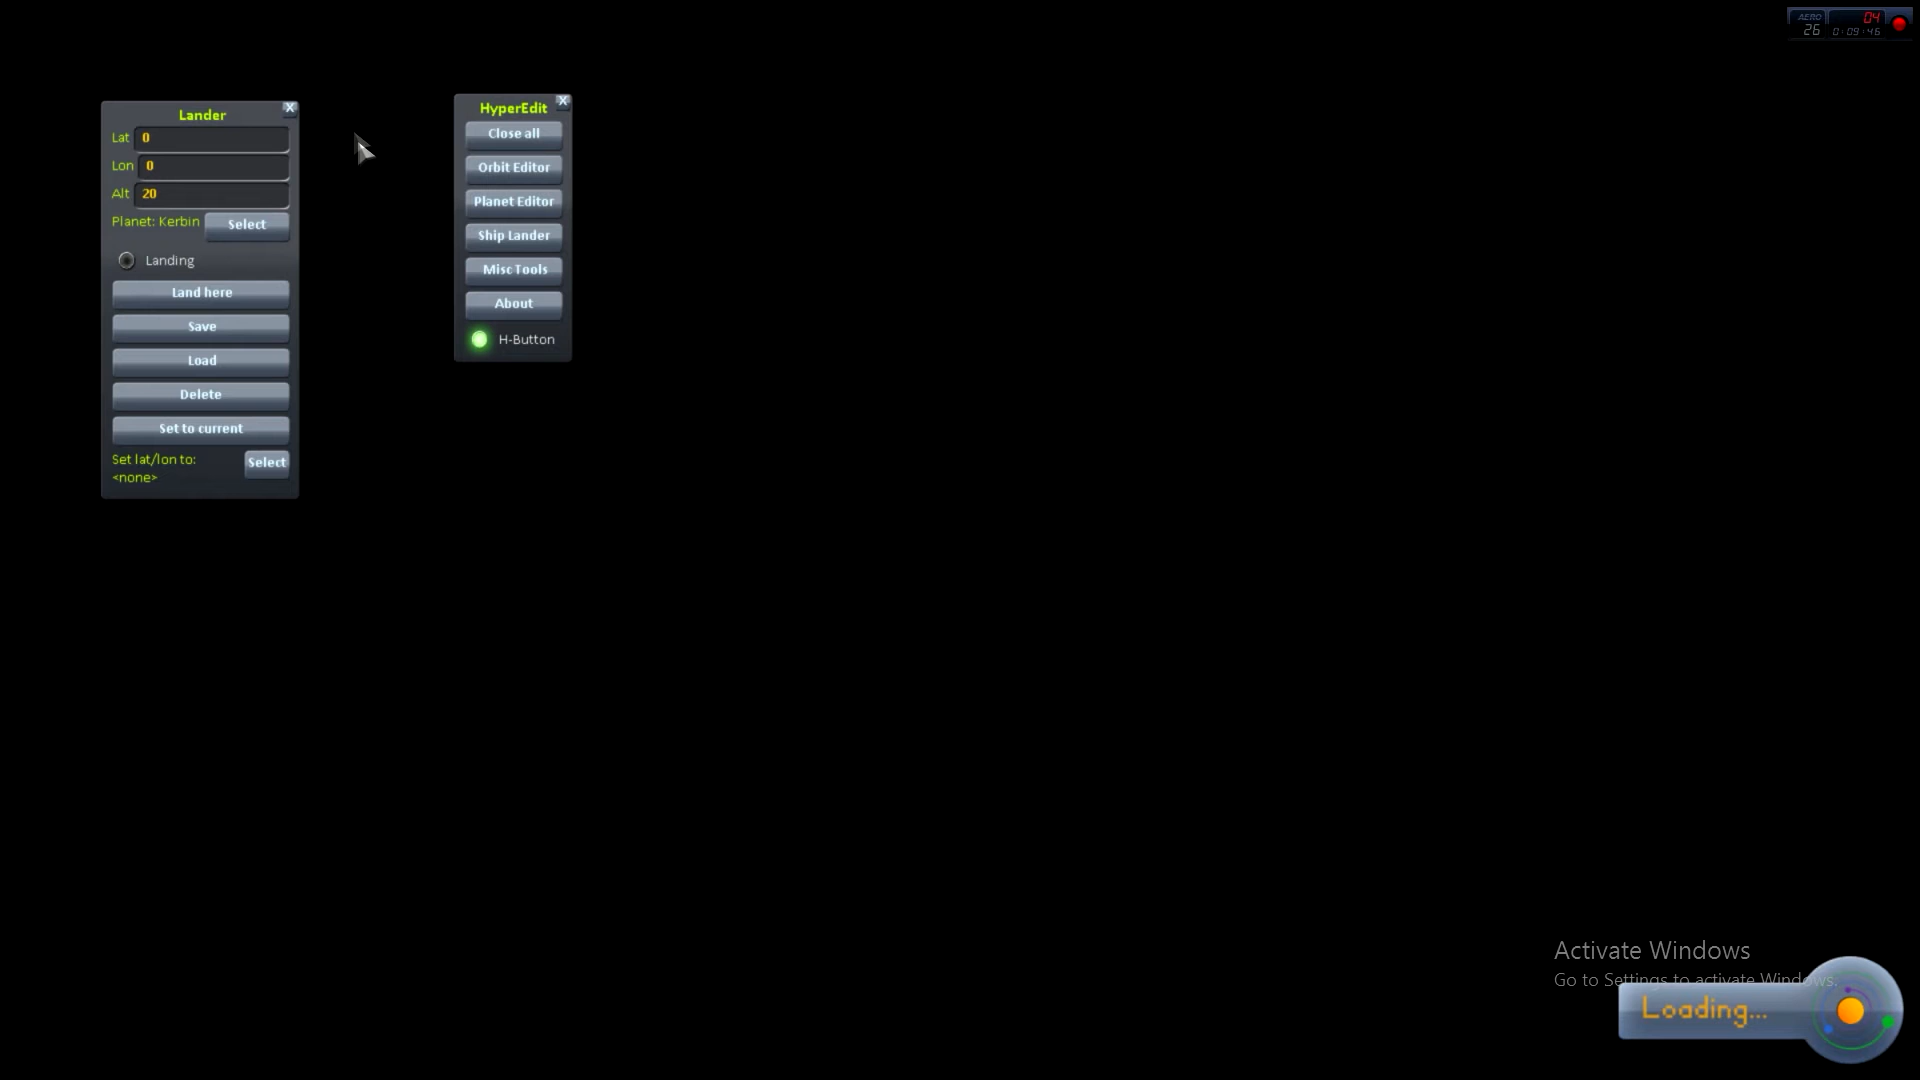 AERO
26
04
0:09:46
Lander
X
Lat 0
Lon 0
Alt 20
Planet: Kerbin Select
Landing
Land here
Save
Load
Delete
Set to current
Set lat/lon to:
<none>
Select
HyperEdit
X
Close all
Orbit Editor
Planet Editor
Ship Lander
Misc Tools
About
H-Button
Activate Windows
Go to Settings to activate Windows.
Loading...